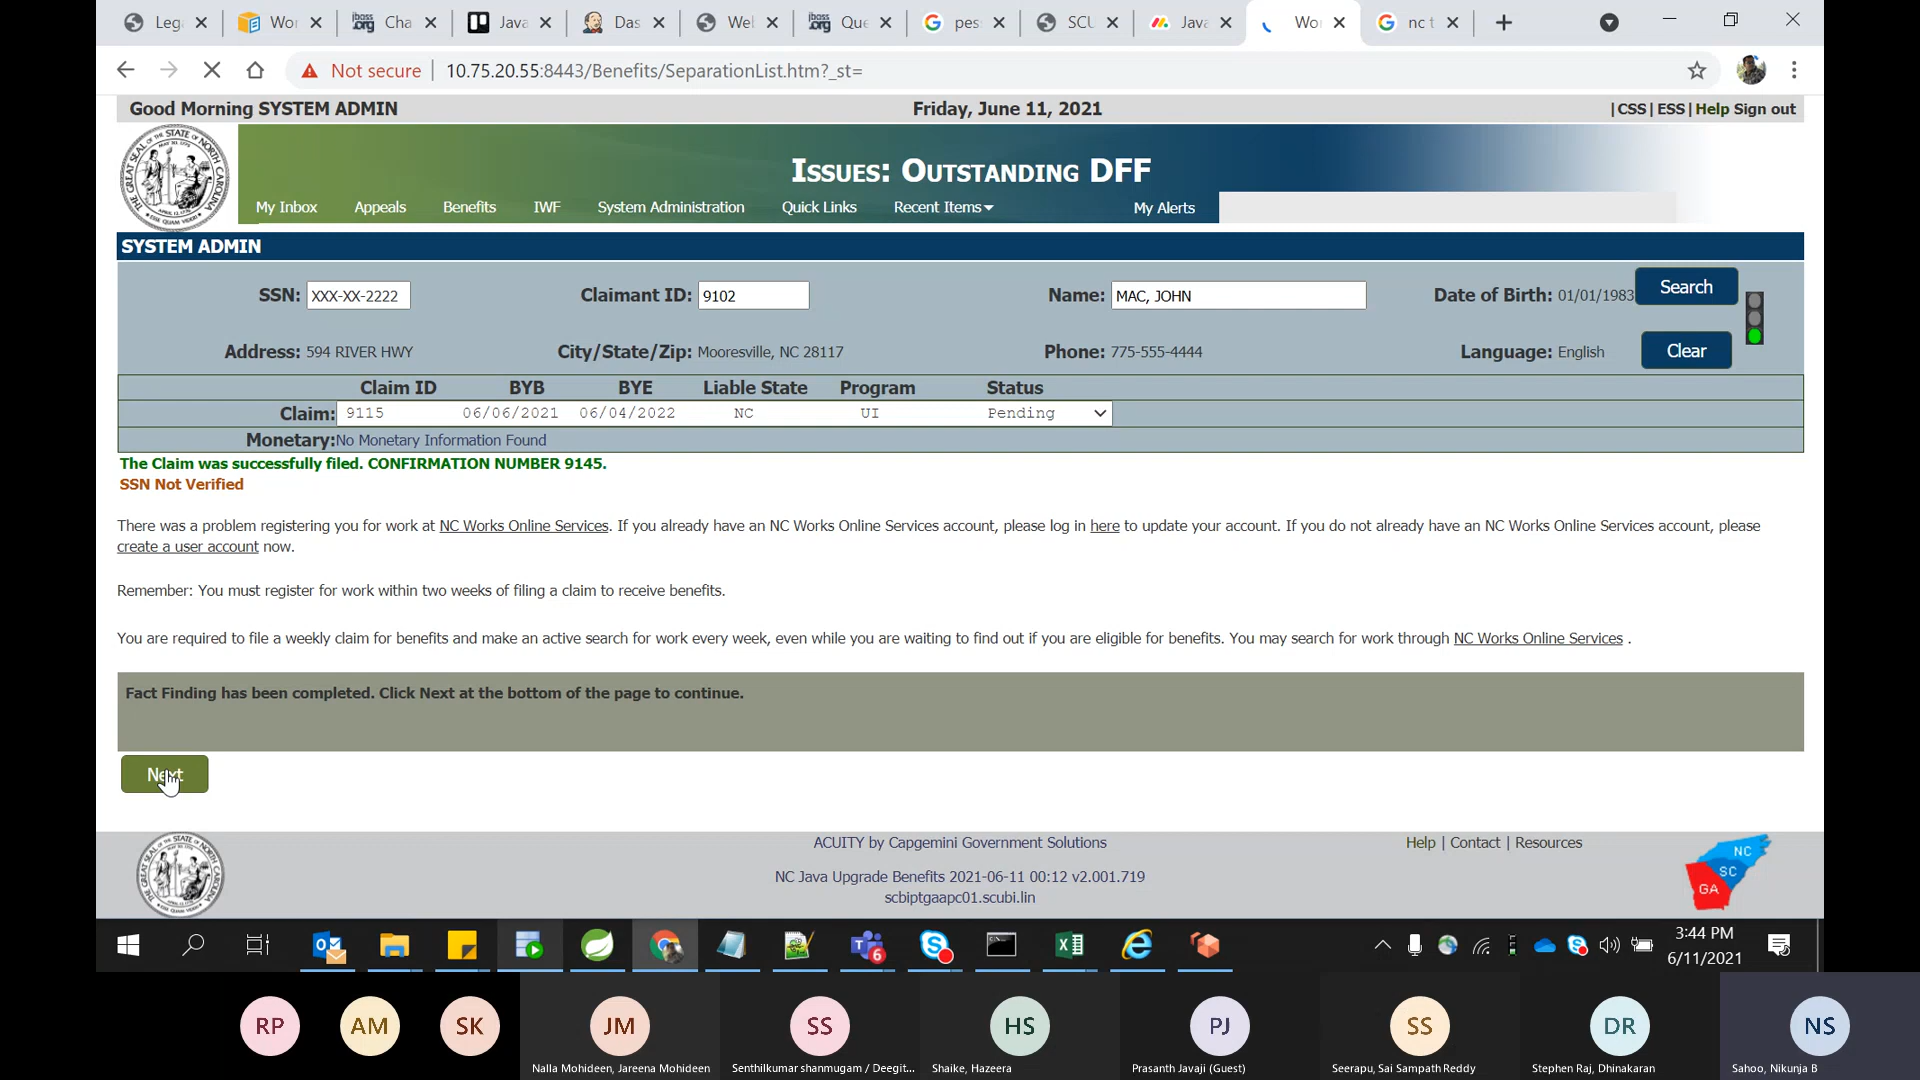 Leg
Wor
Cha
Java
Das
Wel
Que
pes
SCU
Java
Wor
nc t
Not secure
10.75.20.55:8443/Benefits/SeparationList.htm?_st=
Good Morning SYSTEM ADMIN
Friday, June 11, 2021
| CSS | ESS | Help Sign out
Issues: Outstanding DFF
My Inbox
Appeals
Benefits
IWF
System Administration
Quick Links
Recent Items
My Alerts
SYSTEM ADMIN
SSN: XXX-XX-2222
Claimant ID: 9102
Name: MAC, JOHN
Date of Birth: 01/01/1983
Search
Address: 594 RIVER HWY
City/State/Zip: Mooresville, NC 28117
Phone: 775-555-4444
Language: English
Clear
Claim ID BYB BYE Liable State Program Status
Claim: 9115 06/06/2021 06/04/2022 NC UI Pending
Monetary: No Monetary Information Found
The Claim was successfully filed. CONFIRMATION NUMBER 9145.
SSN Not Verified
There was a problem registering you for work at NC Works Online Services. If you already have an NC Works Online Services account, please log in here to update your account. If you do not already have an NC Works Online Services account, please
create a user account now.
Remember: You must register for work within two weeks of filing a claim to receive benefits.
You are required to file a weekly claim for benefits and make an active search for work every week, even while you are waiting to find out if you are eligible for benefits. You may search for work through NC Works Online Services .
Fact Finding has been completed. Click Next at the bottom of the page to continue.
Next
ACUITY by Capgemini Government Solutions
Help | Contact | Resources
NC Java Upgrade Benefits 2021-06-11 00:12 v2.001.719
scbiptgaapc01.scubi.lin
NC
SC
GA
3:44 PM
6/11/2021
6
RP
AM
SK
JM
SS
HS
PJ
SS
DR
NS
Nalla Mohideen, Jareena Mohideen
Senthilkumar shanmugam / Deegit...
Shaike, Hazeera
Prasanth Javaji (Guest)
Seerapu, Sai Sampath Reddy
Stephen Raj, Dhinakaran
Sahoo, Nikunja B